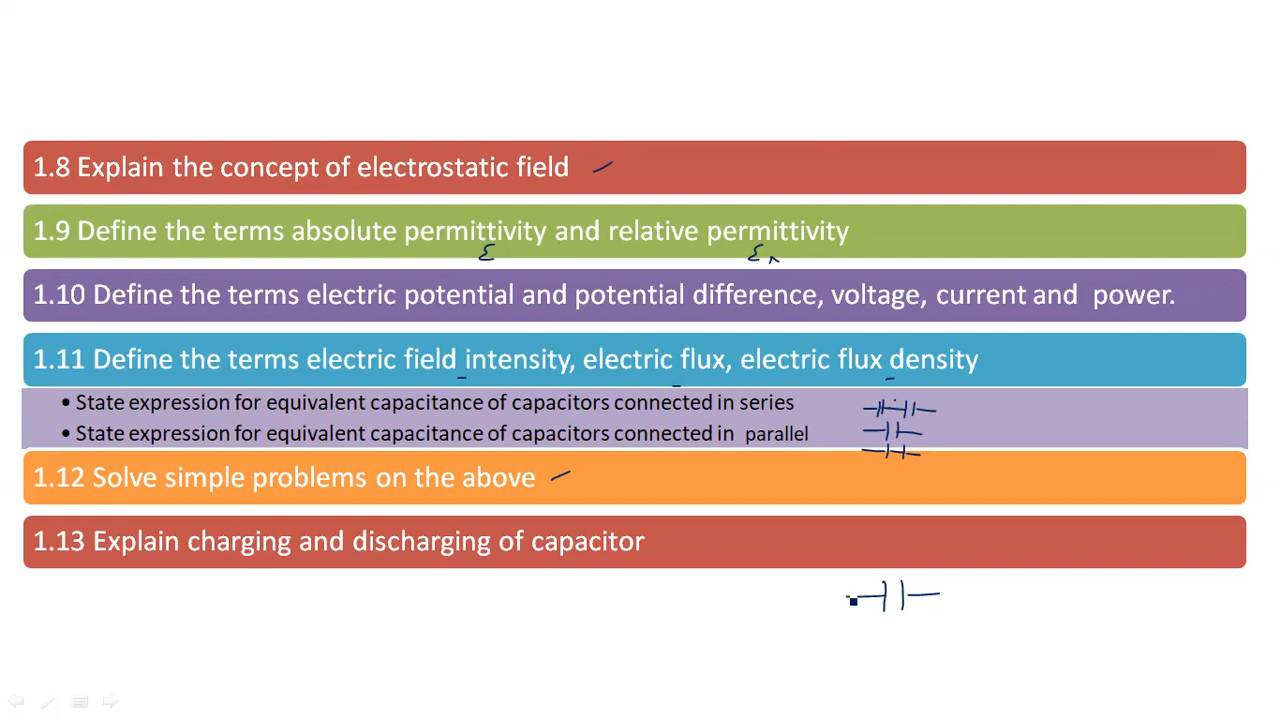 1.8 Explain the concept of electrostatic field
1.9 Define the terms absolute permittivity and relative permittivity
ε εr
1.10 Define the terms electric potential and potential difference, voltage, current and power.
1.11 Define the terms electric field intensity, electric flux, electric flux density
• State expression for equivalent capacitance of capacitors connected in series
• State expression for equivalent capacitance of capacitors connected in parallel
1.12 Solve simple problems on the above
1.13 Explain charging and discharging of capacitor